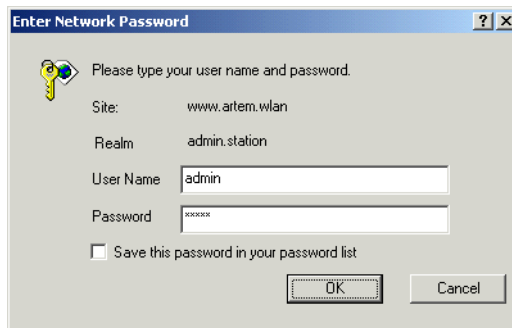 Enter Network Password
Please type your user name and password.
Site: www.artem.wlan
Realm admin.station
User Name admin
Password xxxxx
Save this password in your password list
OK Cancel